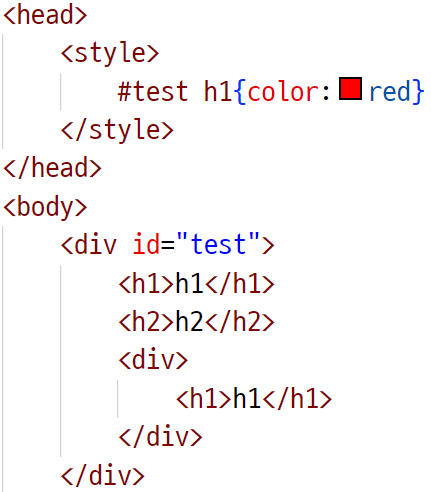 <head>
<style>
#test h1{color: red}
</style>
</head>
<body>
<div id="test">
<h1>h1</h1>
<h2>h2</h2>
<div>
<h1>h1</h1>
</div>
</div>